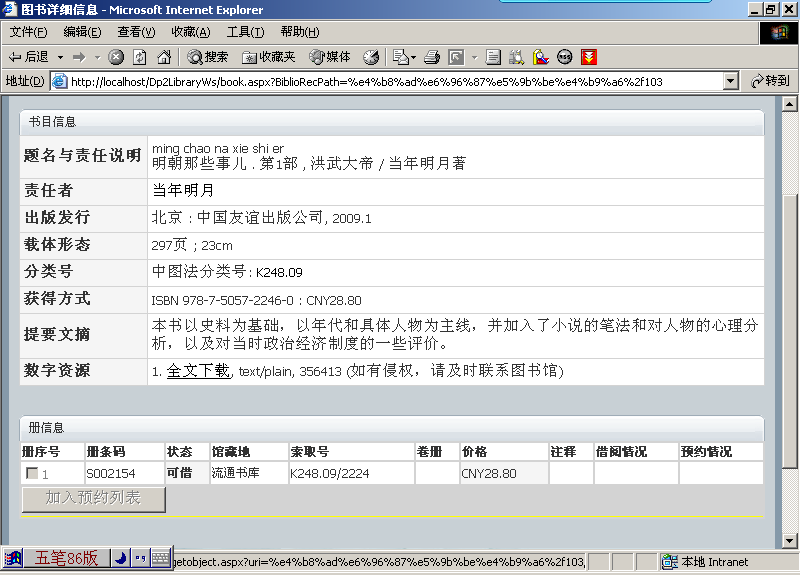 图书详细信息 - Microsoft Internet Explorer
文件(F) 编辑(E) 查看(V) 收藏(A) 工具(T) 帮助(H)
后退 搜索 收藏夹 媒体
地址(D) http://localhost/Dp2LibraryWs/book.aspx?BiblioRecPath=%e4%b8%ad%e6%96%87%e5%9b%be%e4%b9%a6%2f103 转到
书目信息
题名与责任说明 ming chao na xie shi er
明朝那些事儿 . 第1部 , 洪武大帝 / 当年明月著
责任者 当年明月
出版发行 北京 : 中国友谊出版公司, 2009.1
载体形态 297页 ; 23cm
分类号 中图法分类号: K248.09
获得方式 ISBN 978-7-5057-2246-0 : CNY28.80
提要文摘 本书以史料为基础，以年代和具体人物为主线，并加入了小说的笔法和对人物的心理分
析，以及对当时政治经济制度的一些评价。
数字资源 1. 全文下载, text/plain, 356413 (如有侵权，请及时联系图书馆)
册信息
册序号 册条码 状态 馆藏地 索取号 卷册 价格 注释 借阅情况 预约情况
1 S002154 可借 流通书库 K248.09/2224 CNY28.80
加入预约列表
五笔86版 getobject.aspx?uri=%e4%b8%ad%e6%96%87%e5%9b%be%e4%b9%a6%2f103, 本地 Intranet